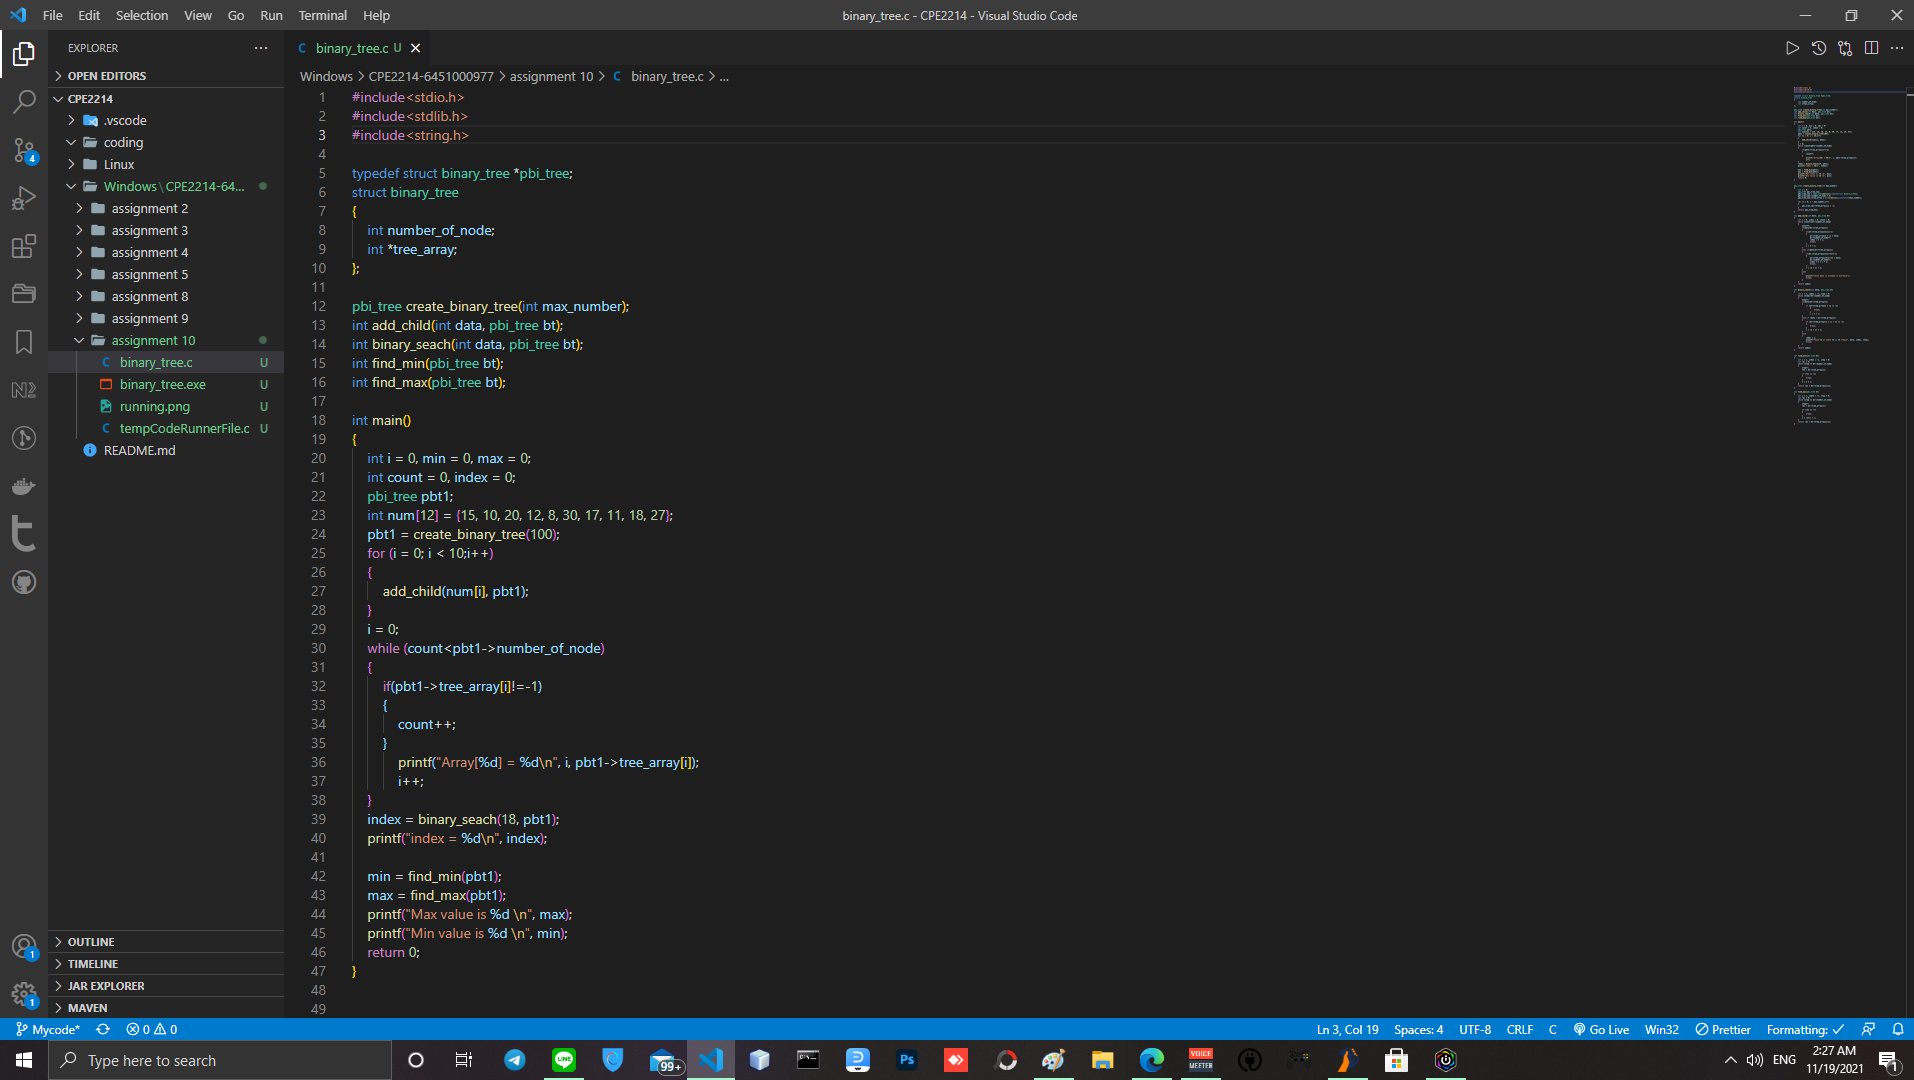 File Edit Selection View Go Run Terminal Help
binary_tree.c - CPE2214 - Visual Studio Code
EXPLORER
OPEN EDITORS
CPE2214
.vscode
coding
Linux
Windows\CPE2214-64...
assignment 2
assignment 3
assignment 4
assignment 5
assignment 8
assignment 9
assignment 10
binary_tree.c U
binary_tree.exe U
running.png U
tempCodeRunnerFile.c U
README.md
OUTLINE
TIMELINE
JAR EXPLORER
MAVEN
4
1
1
binary_tree.c U
Windows > CPE2214-6451000977 > assignment 10 > C binary_tree.c > ...
1 #include<stdio.h>
2 #include<stdlib.h>
3 #include<string.h>
4
5 typedef struct binary_tree *pbi_tree;
6 struct binary_tree
7 {
8 int number_of_node;
9 int *tree_array;
10 };
11
12 pbi_tree create_binary_tree(int max_number);
13 int add_child(int data, pbi_tree bt);
14 int binary_seach(int data, pbi_tree bt);
15 int find_min(pbi_tree bt);
16 int find_max(pbi_tree bt);
17
18 int main()
19 {
20 int i = 0, min = 0, max = 0;
21 int count = 0, index = 0;
22 pbi_tree pbt1;
23 int num[12] = {15, 10, 20, 12, 8, 30, 17, 11, 18, 27};
24 pbt1 = create_binary_tree(100);
25 for (i = 0; i < 10;i++)
26 {
27 add_child(num[i], pbt1);
28 }
29 i = 0;
30 while (count<pbt1->number_of_node)
31 {
32 if(pbt1->tree_array[i]!=-1)
33 {
34 count++;
35 }
36 printf("Array[%d] = %d\n", i, pbt1->tree_array[i]);
37 i++;
38 }
39 index = binary_seach(18, pbt1);
40 printf("index = %d\n", index);
41
42 min = find_min(pbt1);
43 max = find_max(pbt1);
44 printf("Max value is %d \n", max);
45 printf("Min value is %d \n", min);
46 return 0;
47 }
48
49
Mycode* 0 0
Ln 3, Col 19 Spaces: 4 UTF-8 CRLF C Go Live Win32 Prettier Formatting:
Type here to search
LINE
99+
Ps
VOICE MEETER
ENG
2:27 AM
11/19/2021
1